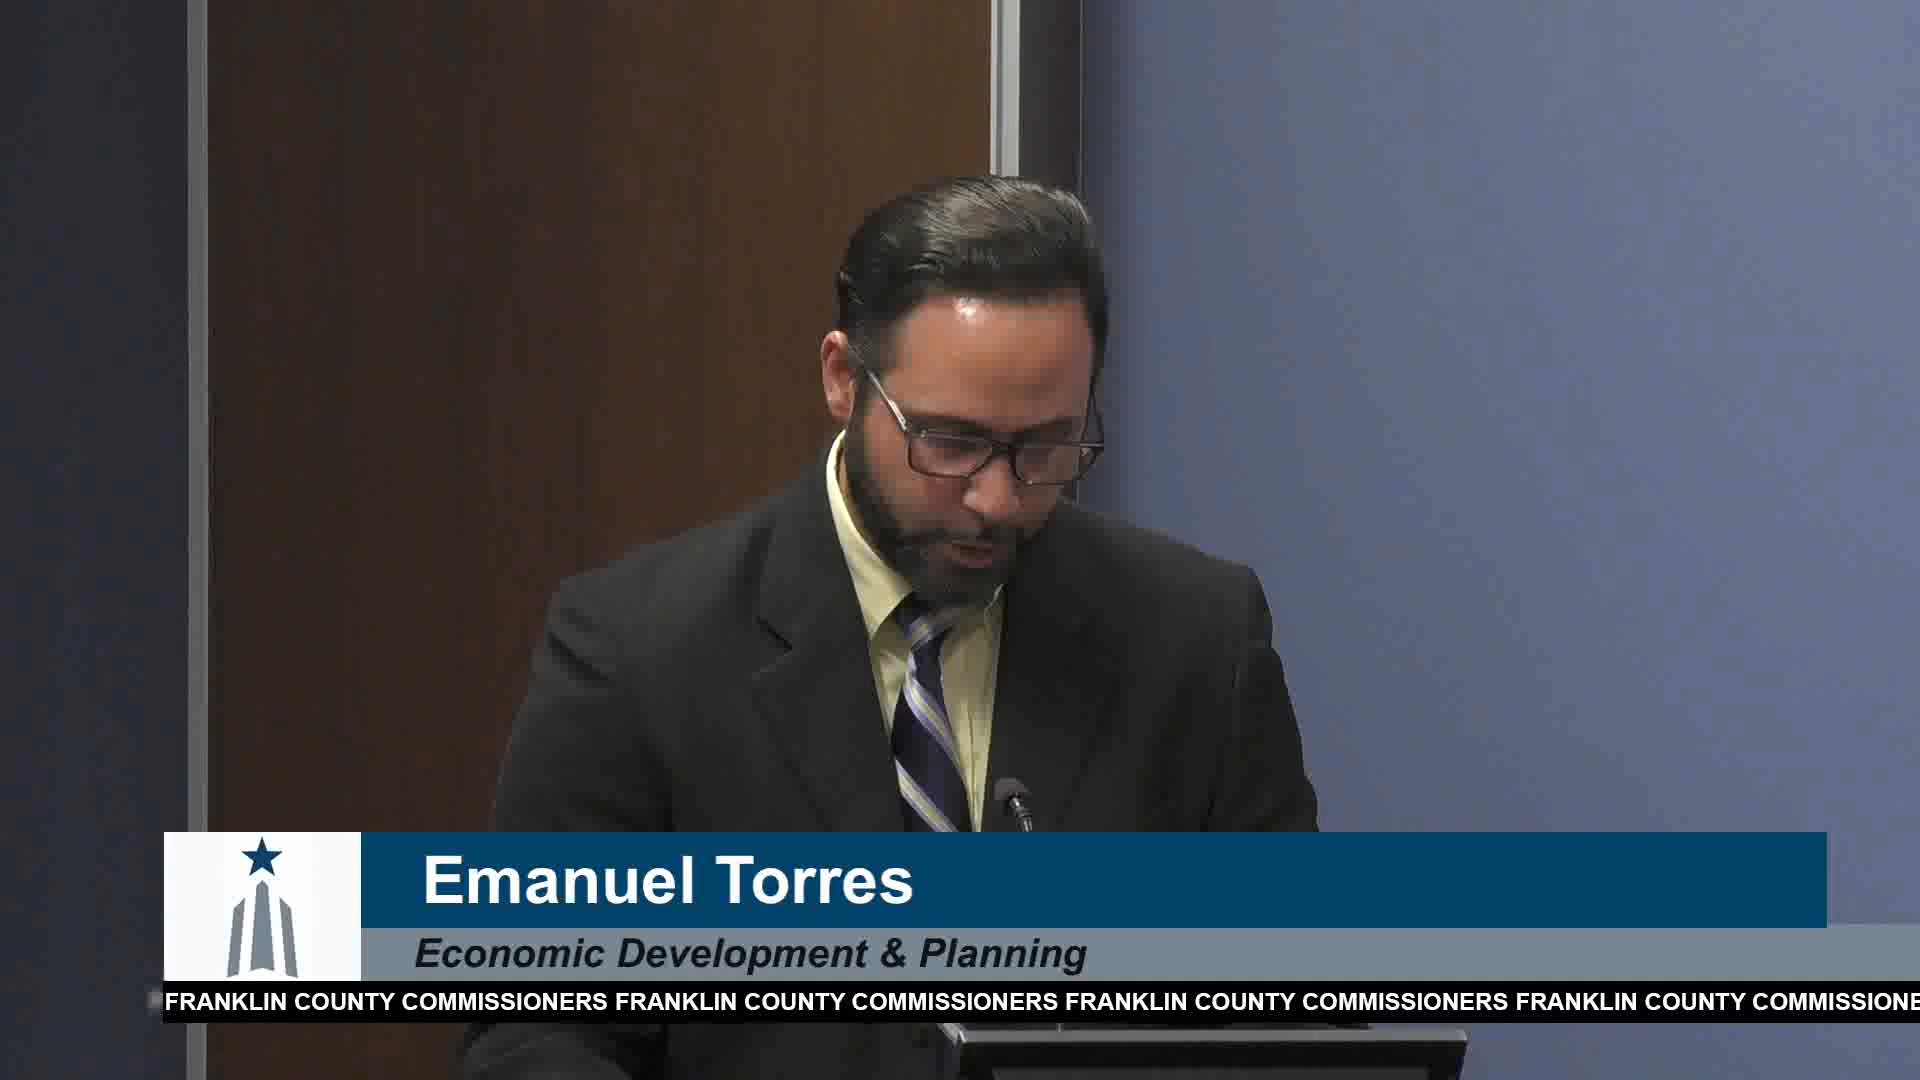 Emanuel Torres
Economic Development & Planning
FRANKLIN COUNTY COMMISSIONERS FRANKLIN COUNTY COMMISSIONERS FRANKLIN COUNTY COMMISSIONERS FRANKLIN COUNTY COMMISSIONE